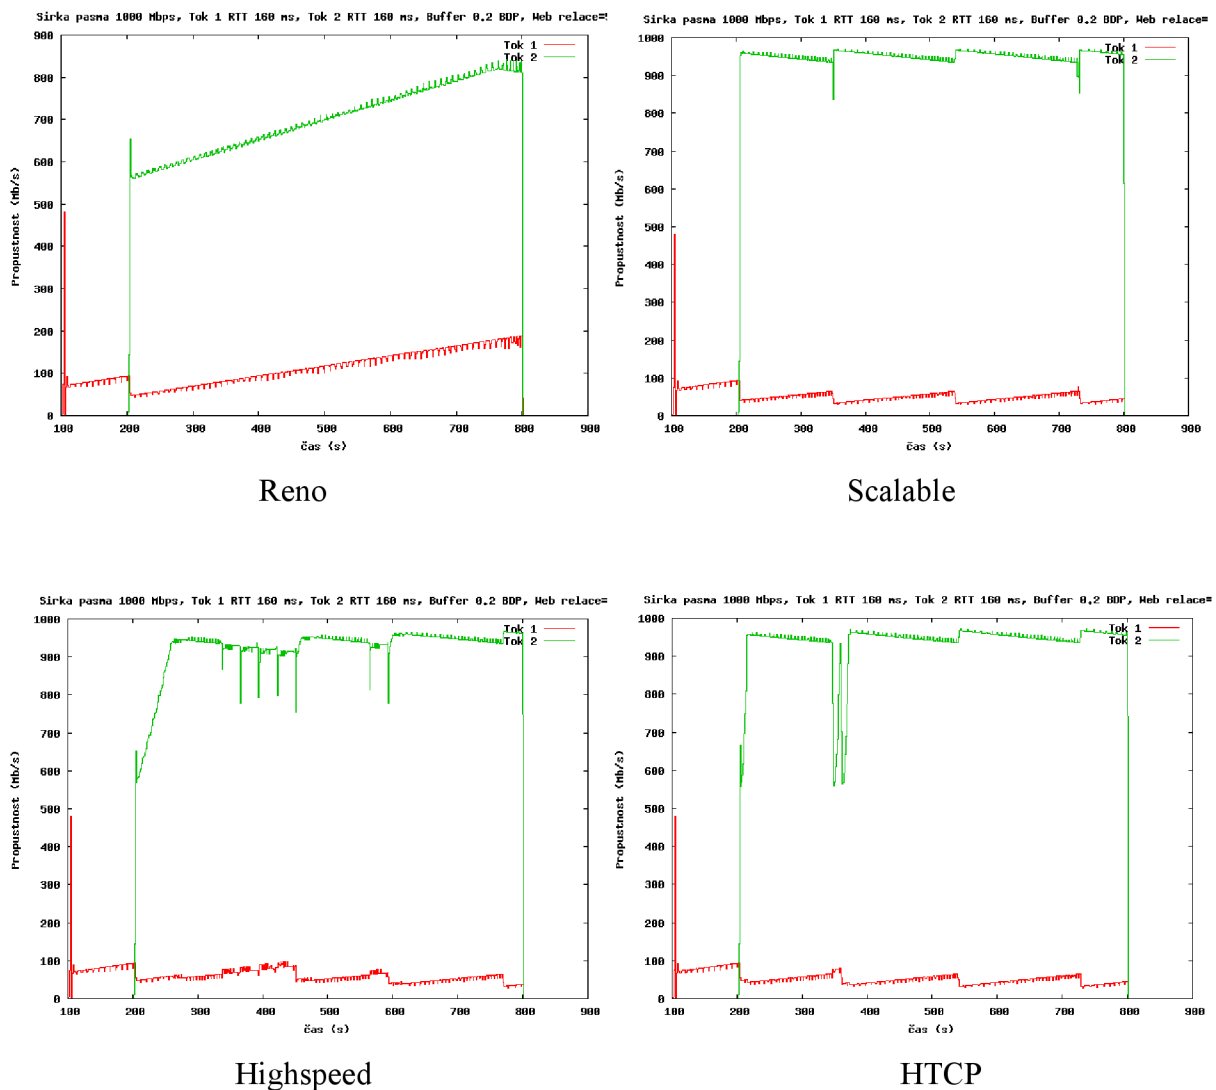 Sirka pasma 1000 Mbps, Tok 1 RTT 160 ms, Tok 2 RTT 160 ms, Buffer 0.2 BDP, Web relace=
900
800
700
600
500
400
300
200
100
0
Propustnost (Mb/s)
Tok 1
Tok 2
100 200 300 400 500 600 700 800 900
čas (s)
Reno
Sirka pasma 1000 Mbps, Tok 1 RTT 160 ms, Tok 2 RTT 160 ms, Buffer 0.2 BDP, Web relace=
1000
900
800
700
600
500
400
300
200
100
0
Propustnost (Mb/s)
Tok 1
Tok 2
100 200 300 400 500 600 700 800 900
čas (s)
Scalable
Sirka pasma 1000 Mbps, Tok 1 RTT 160 ms, Tok 2 RTT 160 ms, Buffer 0.2 BDP, Web relace=
1000
900
800
700
600
500
400
300
200
100
0
Propustnost (Mb/s)
Tok 1
Tok 2
100 200 300 400 500 600 700 800 900
čas (s)
Highspeed
Sirka pasma 1000 Mbps, Tok 1 RTT 160 ms, Tok 2 RTT 160 ms, Buffer 0.2 BDP, Web relace=
1000
900
800
700
600
500
400
300
200
100
0
Propustnost (Mb/s)
Tok 1
Tok 2
100 200 300 400 500 600 700 800 900
čas (s)
HTCP